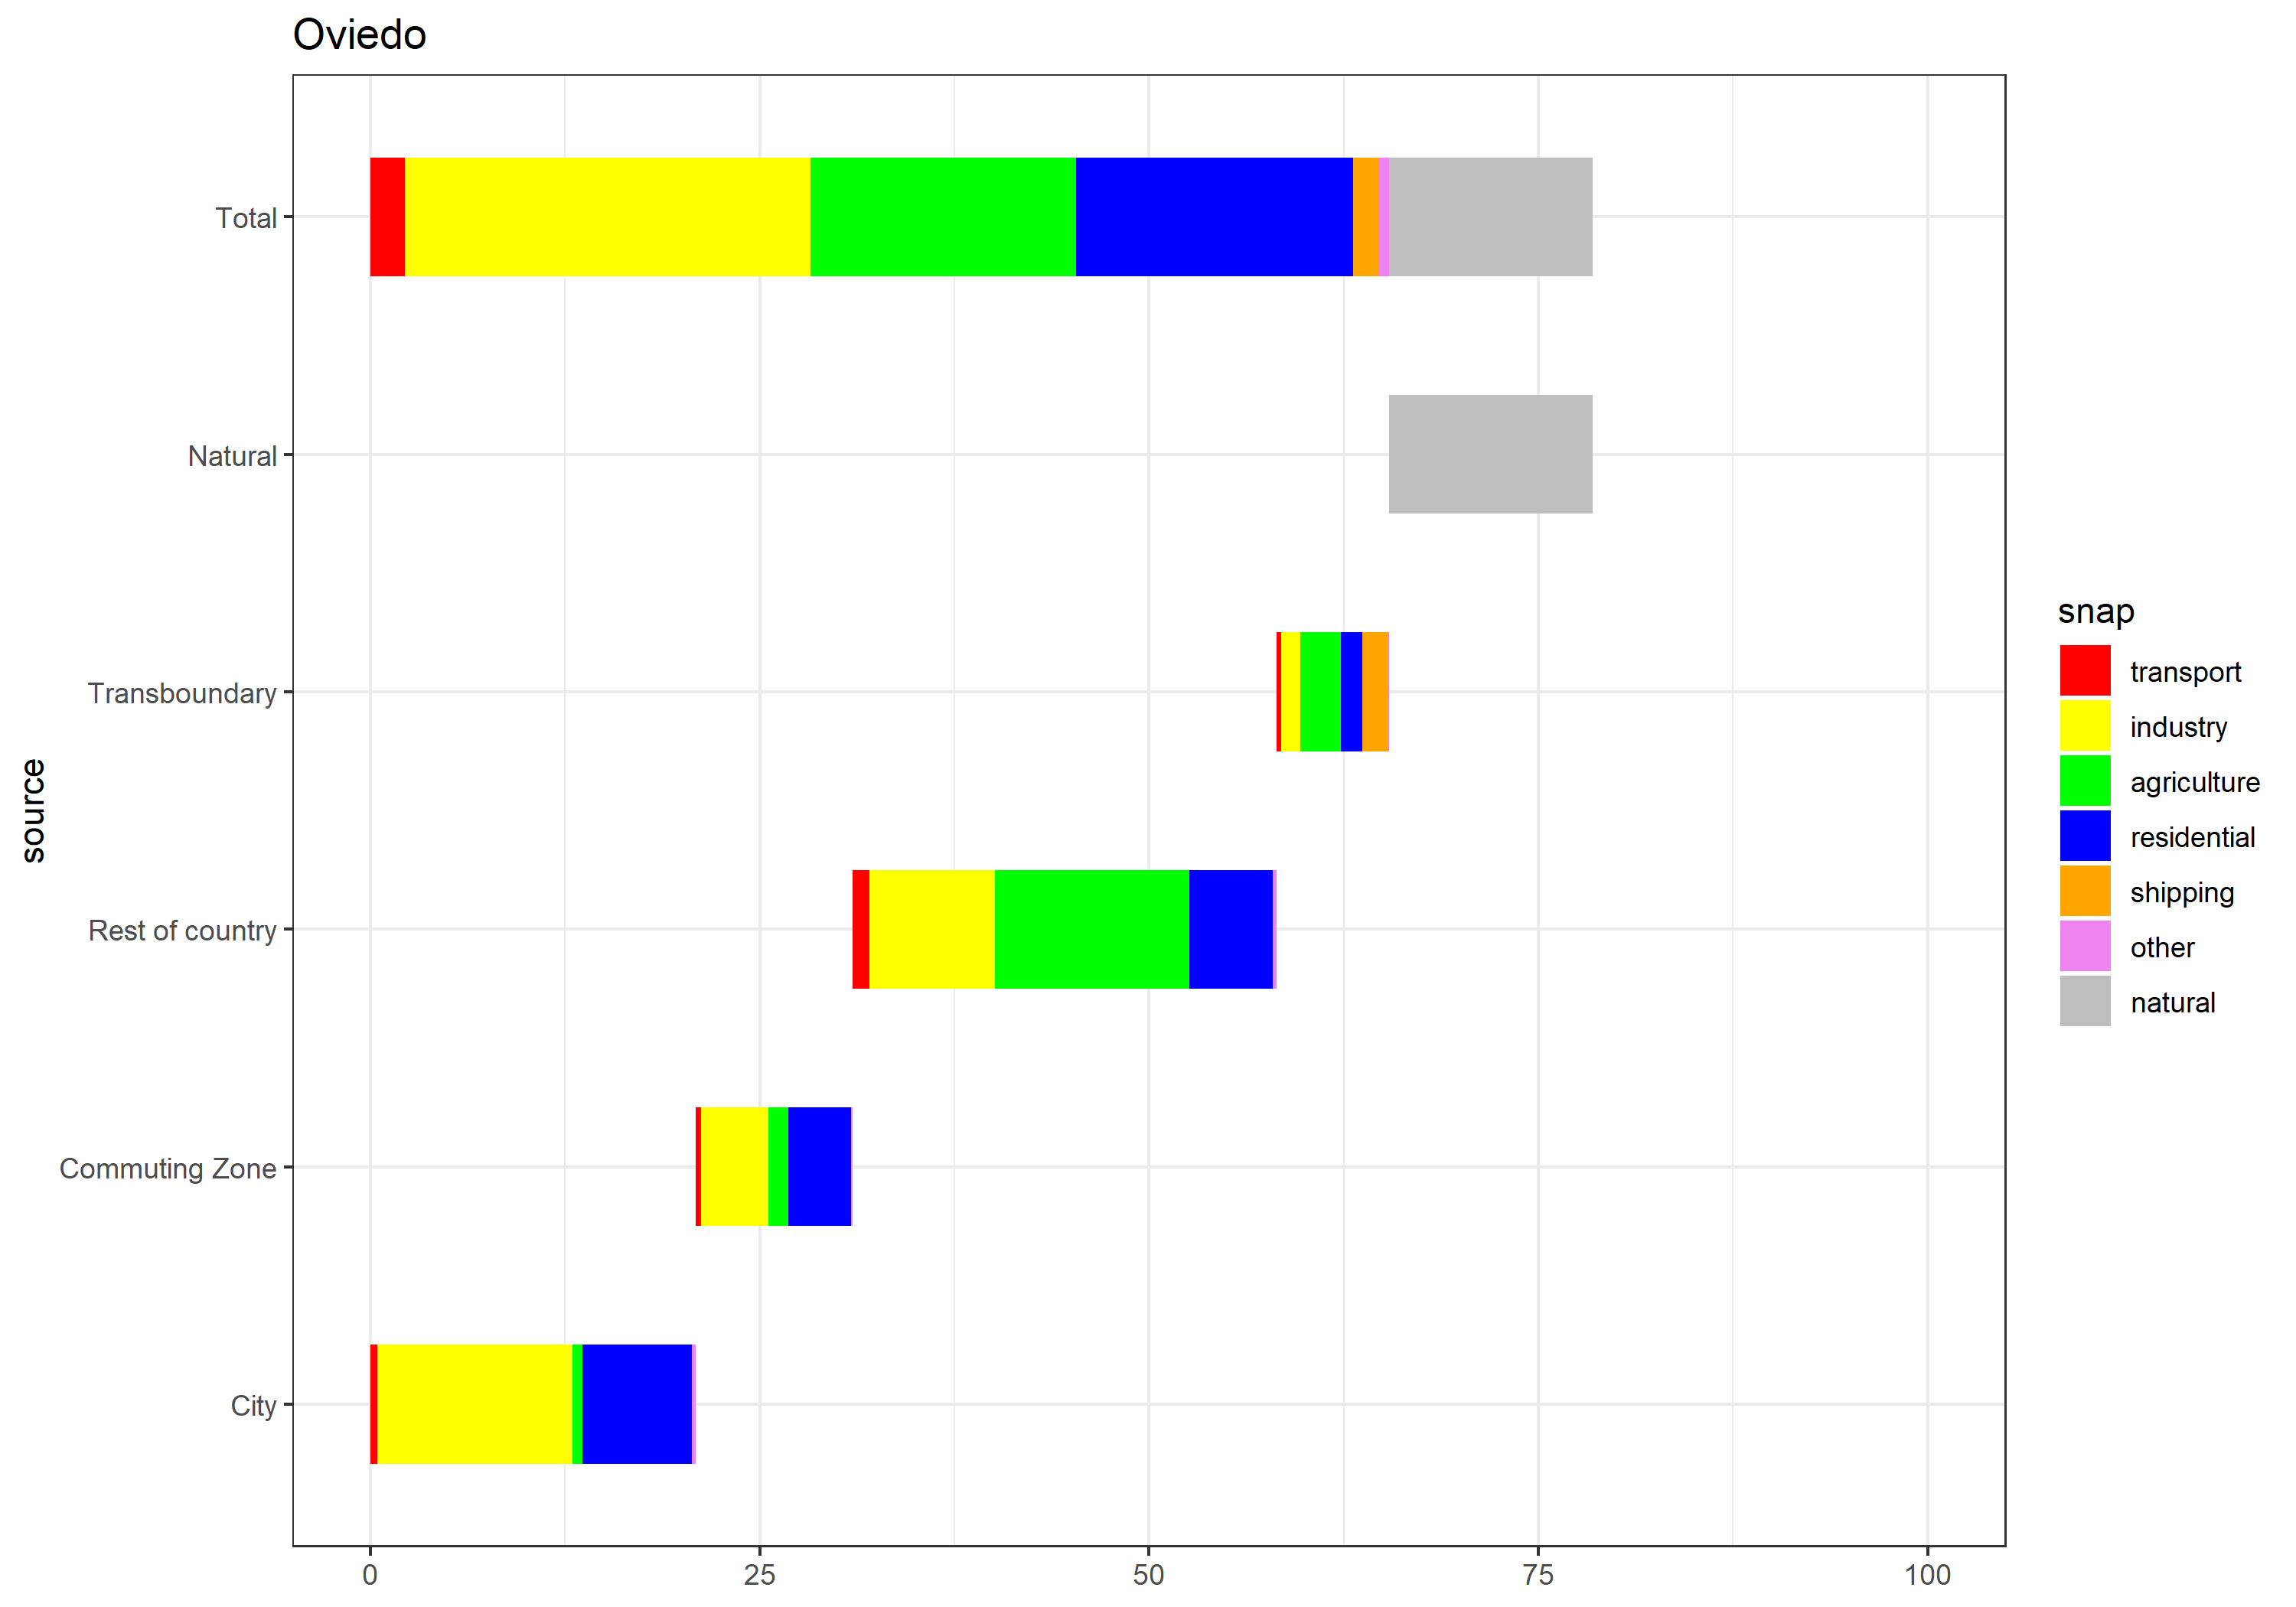 Oviedo
Total
Natural
Transboundary
Rest of country
Commuting Zone
City
source
0 25 50 75 100
snap
transport
industry
agriculture
residential
shipping
other
natural